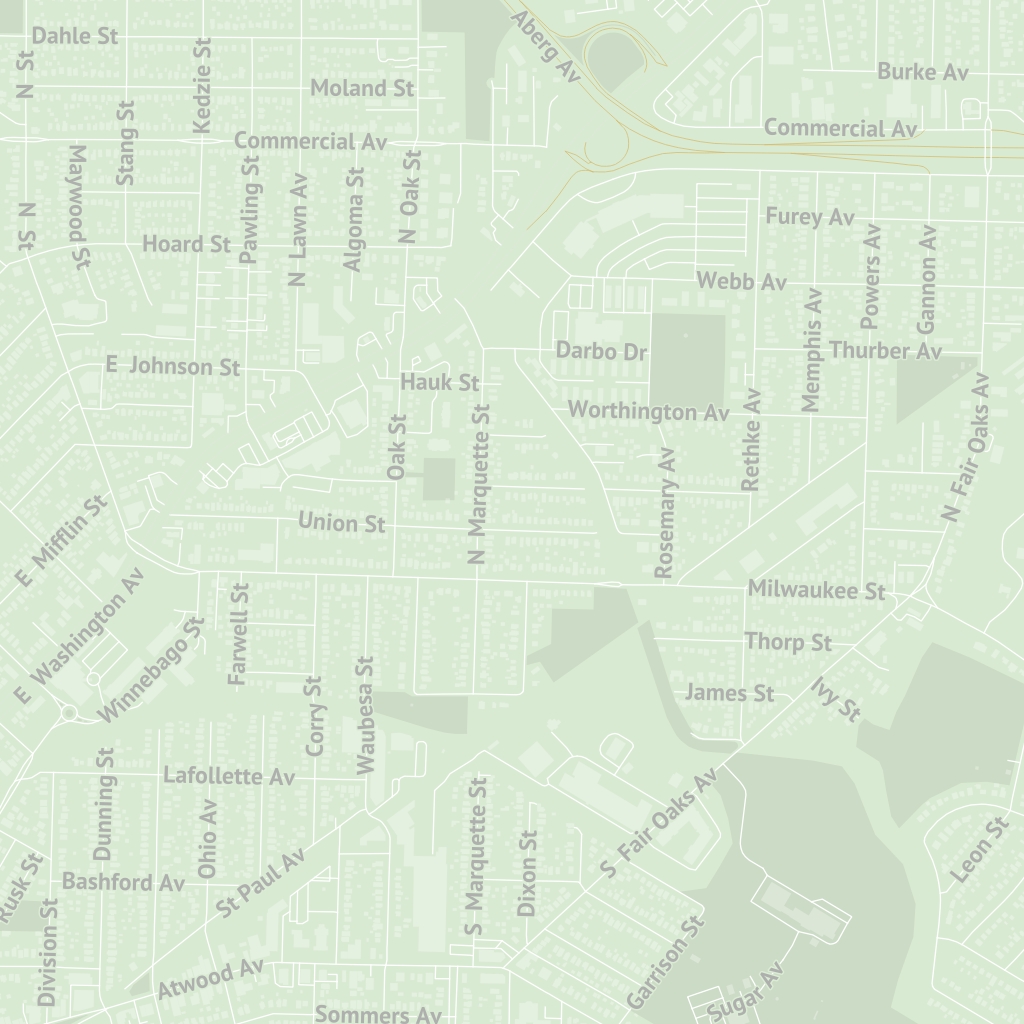 Aberg Av
Dahle St
N St
Kedzie St
Burke Av
Moland St
Stang St
Commercial Av
Commercial Av
Maywood St
N St
Pawling St
N Lawn Av
Algoma St
N Oak St
Furey Av
Hoard St
Powers Av
Gannon Av
Webb Av
Memphis Av
Darbo Dr
Thurber Av
E Johnson St
Hauk St
Worthington Av
Rethke Av
N Fair Oaks Av
Oak St
N Marquette St
Rosemary Av
E Mifflin St
Union St
Milwaukee St
E Washington Av
Farwell St
Winnebago St
Thorp St
James St
Ivy St
Corry St
Waubesa St
Lafollette Av
Dunning St
Ohio Av
S Marquette St
Dixon St
S Fair Oaks Av
Leon St
Rusk St
Bashford Av
St Paul Av
Division St
Atwood Av
Garrison St
Sugar Av
Sommers Av